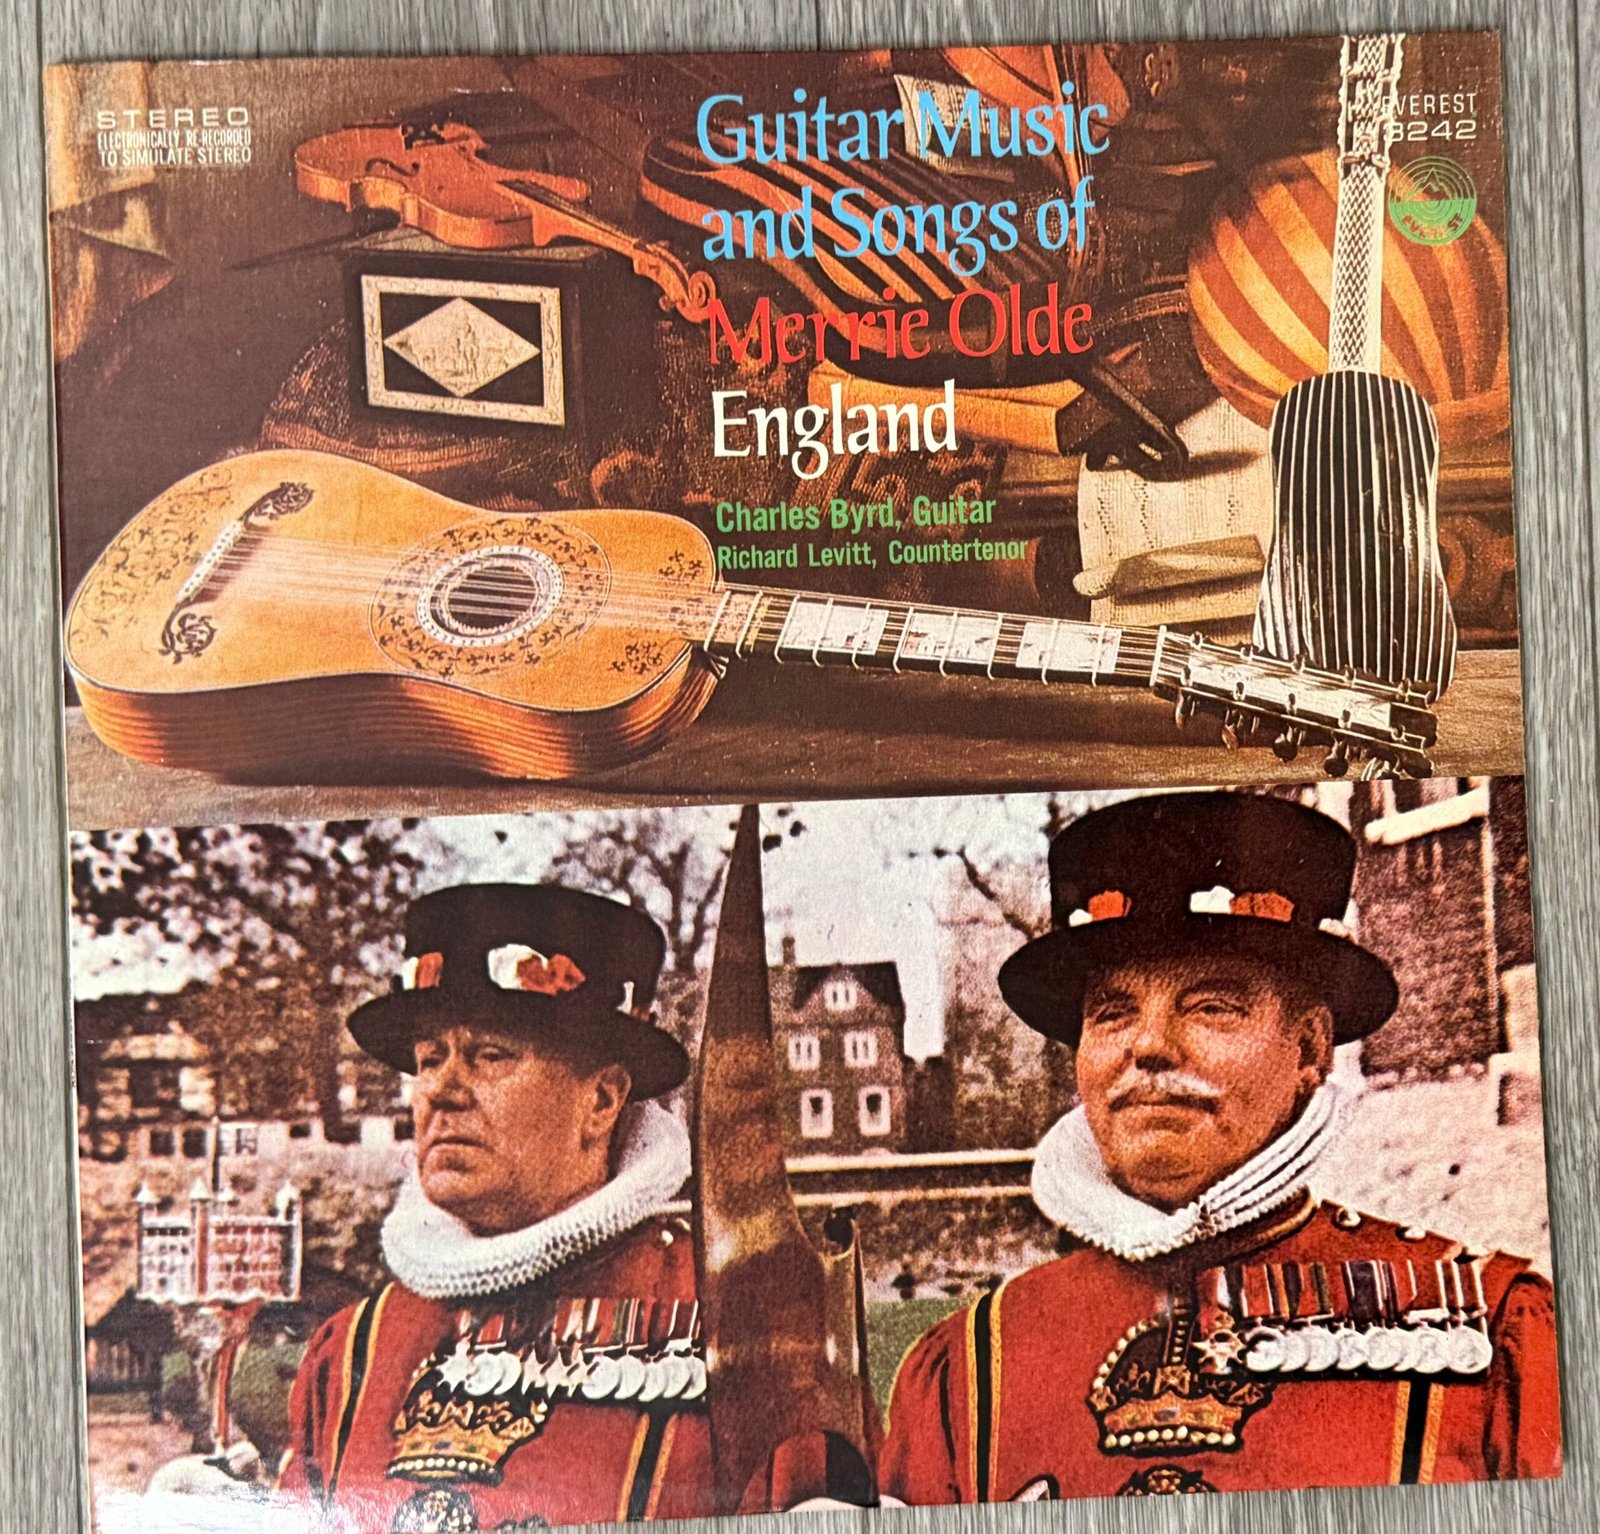 STEREO
ELECTRONICALLY RE-RECORDED
TO SIMULATE STEREO
Guitar Music
and Songs of
Merrie Olde
England
Charles Byrd, Guitar
Richard Levitt, Countertenor
EVEREST
3242
EVEREST